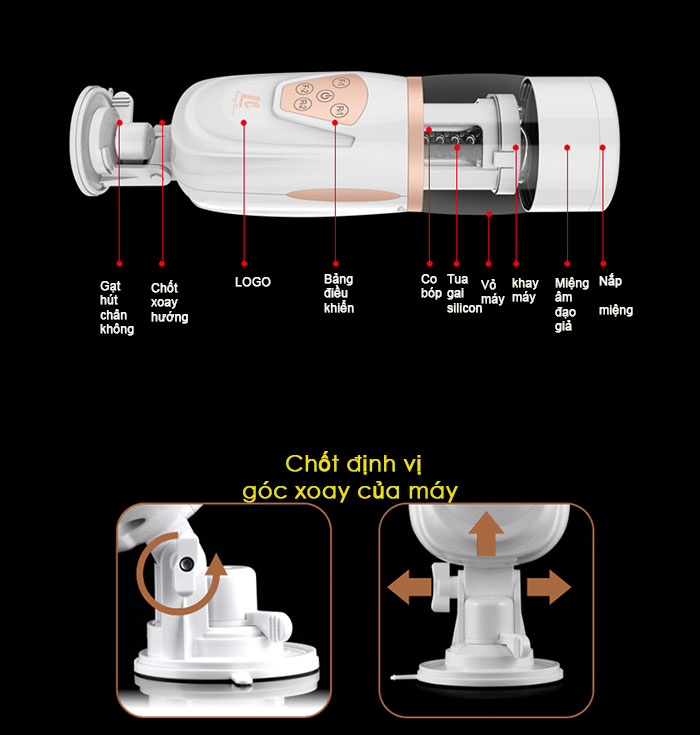 Gạt
hút
chân
không
Chốt
xoay
hướng
LOGO
Bảng
điều
khiển
Co
bóp
Tua
gai
silicon
Vỏ
máy
khay
máy
Miệng
âm
đạo
giả
Nắp
miệng
Chốt định vị
góc xoay của máy